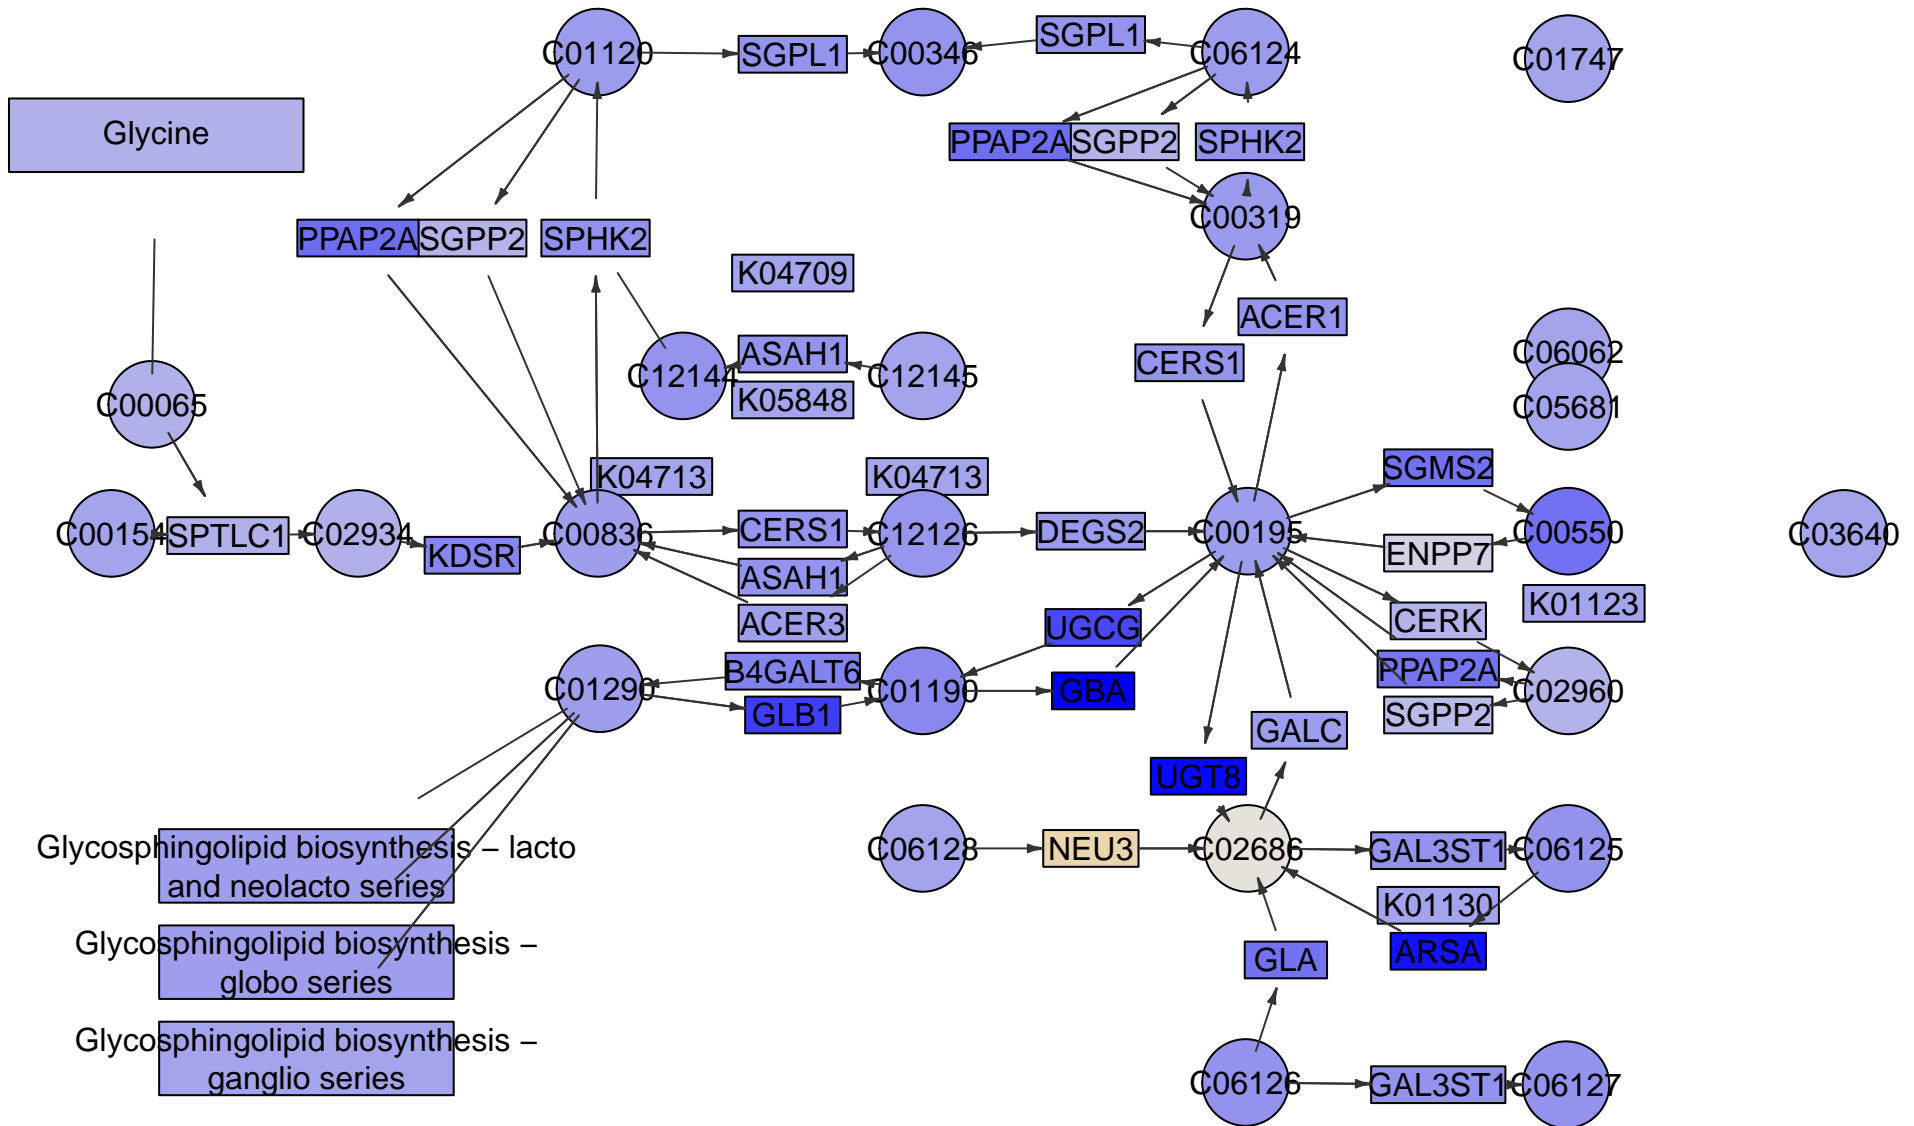 C01120
SGPL1
C00346
SGPL1
C06124
C01747
Glycine
PPAP2A
SGPP2
SPHK2
C00319
PPAP2A
SGPP2
SPHK2
K04709
ACER1
ASAH1
C12144
C12145
K05848
CERS1
C06062
C05681
C00065
K04713
K04713
SGMS2
C00154
SPTLC1
C02934
KDSR
C00836
CERS1
C12126
DEGS2
C00195
C00550
C03640
ENPP7
ASAH1
ACER3
UGCG
CERK
K01123
B4GALT6
PPAP2A
C01290
C01190
GBA
C02960
GLB1
SGPP2
GALC
UGT8
Glycosphingolipid biosynthesis – lacto
and neolacto series
C06128
NEU3
C02686
GAL3ST1
C06125
K01130
Glycosphingolipid biosynthesis –
globo series
GLA
ARSA
Glycosphingolipid biosynthesis –
ganglio series
C06126
GAL3ST1
C06127